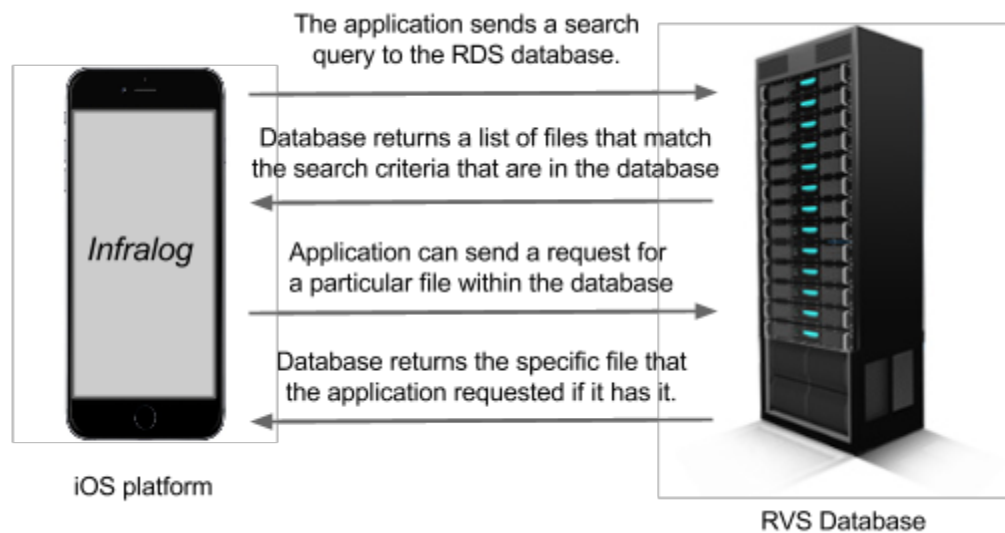 The application sends a search
query to the RDS database.
Database returns a list of files that match
the search criteria that are in the database
Infralog
Application can send a request for
a particular file within the database
Database returns the specific file that
the application requested if it has it.
iOS platform
RVS Database